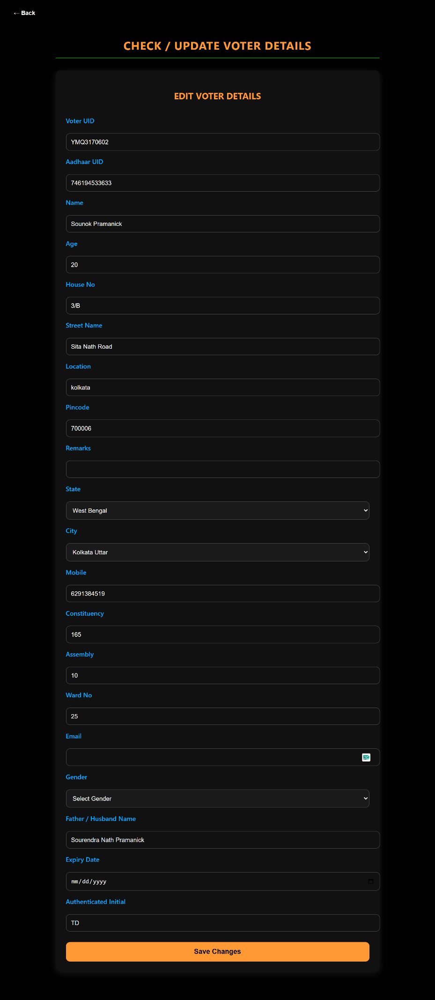 ← Back
CHECK / UPDATE VOTER DETAILS
EDIT VOTER DETAILS
Voter UID
YMQ3170602
Aadhaar UID
746194533633
Name
Sounok Pramanick
Age
20
House No
3/B
Street Name
Sita Nath Road
Location
kolkata
Pincode
700006
Remarks
State
West Bengal
City
Kolkata Uttar
Mobile
6291384519
Constituency
165
Assembly
10
Ward No
25
Email
Gender
Select Gender
Father / Husband Name
Sourendra Nath Pramanick
Expiry Date
mm/dd/yyyy
Authenticated Initial
TD
Save Changes